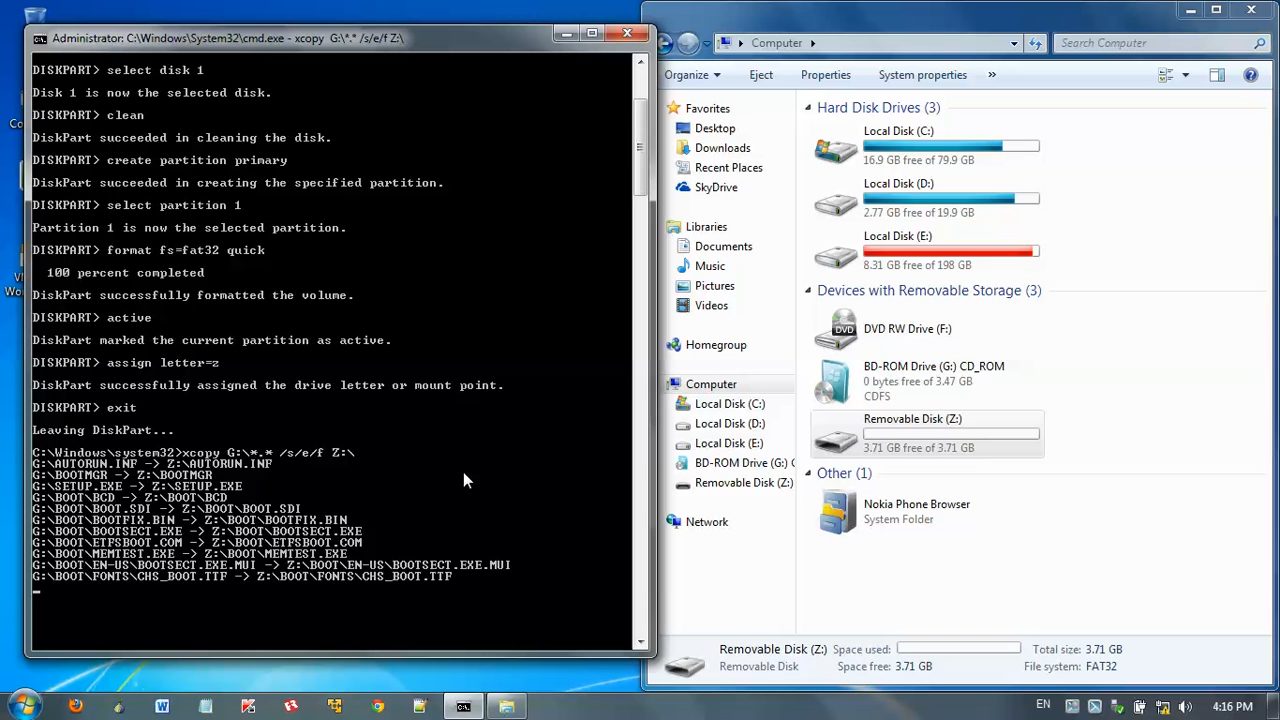 Administrator: C:\Windows\System32\cmd.exe - xcopy G:\*.* /s/e/f Z:\
DISKPART> select disk 1
Disk 1 is now the selected disk.
DISKPART> clean
DiskPart succeeded in cleaning the disk.
DISKPART> create partition primary
DiskPart succeeded in creating the specified partition.
DISKPART> select partition 1
Partition 1 is now the selected partition.
DISKPART> format fs=fat32 quick
100 percent completed
DiskPart successfully formatted the volume.
DISKPART> active
DiskPart marked the current partition as active.
DISKPART> assign letter=z
DiskPart successfully assigned the drive letter or mount point.
DISKPART> exit
Leaving DiskPart...
C:\Windows\system32>xcopy G:\*.* /s/e/f Z:\
G:\AUTORUN.INF -> Z:\AUTORUN.INF
G:\BOOTMGR -> Z:\BOOTMGR
G:\SETUP.EXE -> Z:\SETUP.EXE
G:\BOOT\BCD -> Z:\BOOT\BCD
G:\BOOT\BOOT.SDI -> Z:\BOOT\BOOT.SDI
G:\BOOT\BOOTFIX.BIN -> Z:\BOOT\BOOTFIX.BIN
G:\BOOT\BOOTSECT.EXE -> Z:\BOOT\BOOTSECT.EXE
G:\BOOT\ETFSBOOT.COM -> Z:\BOOT\ETFSBOOT.COM
G:\BOOT\MEMTEST.EXE -> Z:\BOOT\MEMTEST.EXE
G:\BOOT\EN-US\BOOTSECT.EXE.MUI -> Z:\BOOT\EN-US\BOOTSECT.EXE.MUI
G:\BOOT\FONTS\CHS_BOOT.TTF -> Z:\BOOT\FONTS\CHS_BOOT.TTF
Computer
Search Computer
Organize Eject Properties System properties »
Favorites
Desktop
Downloads
Recent Places
SkyDrive
Libraries
Documents
Music
Pictures
Videos
Homegroup
Computer
Local Disk (C:)
Local Disk (D:)
Local Disk (E:)
BD-ROM Drive (G:) C
Removable Disk (Z:)
Network
Hard Disk Drives (3)
Local Disk (C:)
16.9 GB free of 79.9 GB
Local Disk (D:)
2.77 GB free of 19.9 GB
Local Disk (E:)
8.31 GB free of 198 GB
Devices with Removable Storage (3)
DVD
DVD RW Drive (F:)
BD-ROM Drive (G:) CD_ROM
0 bytes free of 3.47 GB
CDFS
Removable Disk (Z:)
3.71 GB free of 3.71 GB
Other (1)
Nokia Phone Browser
System Folder
Removable Disk (Z:) Space used: Total size: 3.71 GB
Removable Disk Space free: 3.71 GB File system: FAT32
EN 4:16 PM